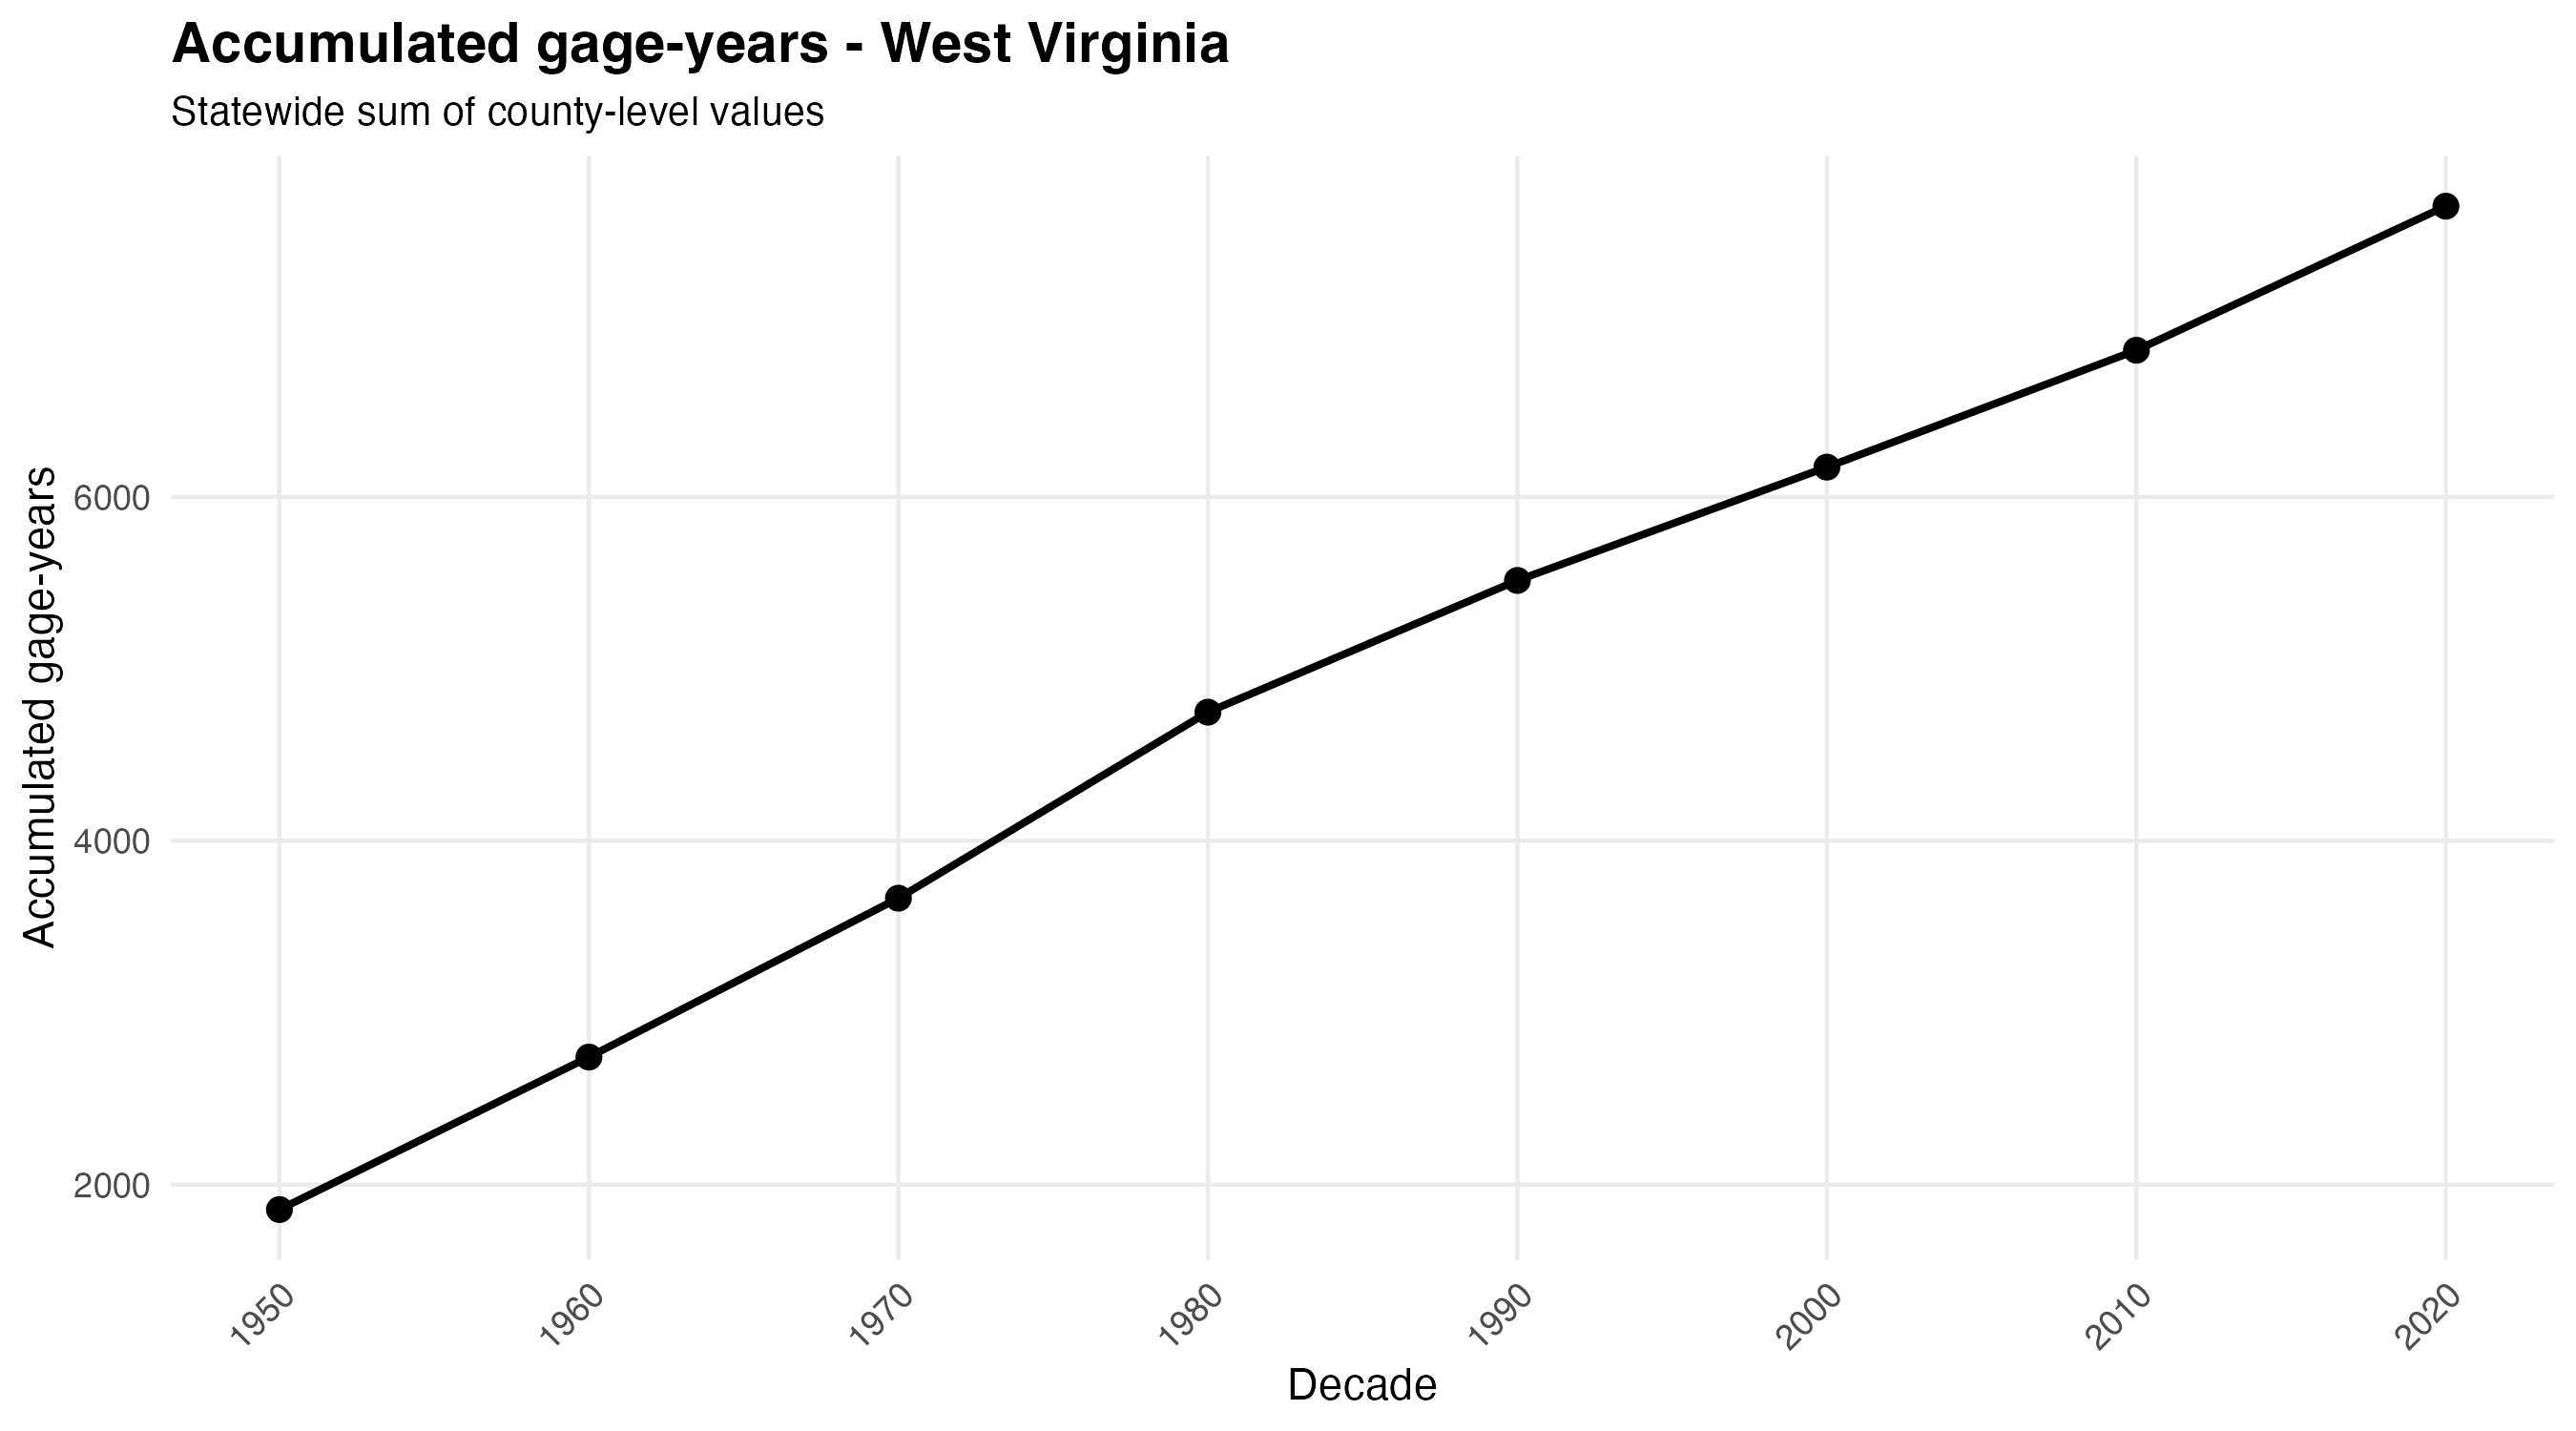 Accumulated gage-years - West Virginia
Statewide sum of county-level values
Accumulated gage-years
6000
4000
2000
1950
1960
1970
1980
1990
2000
2010
2020
Decade